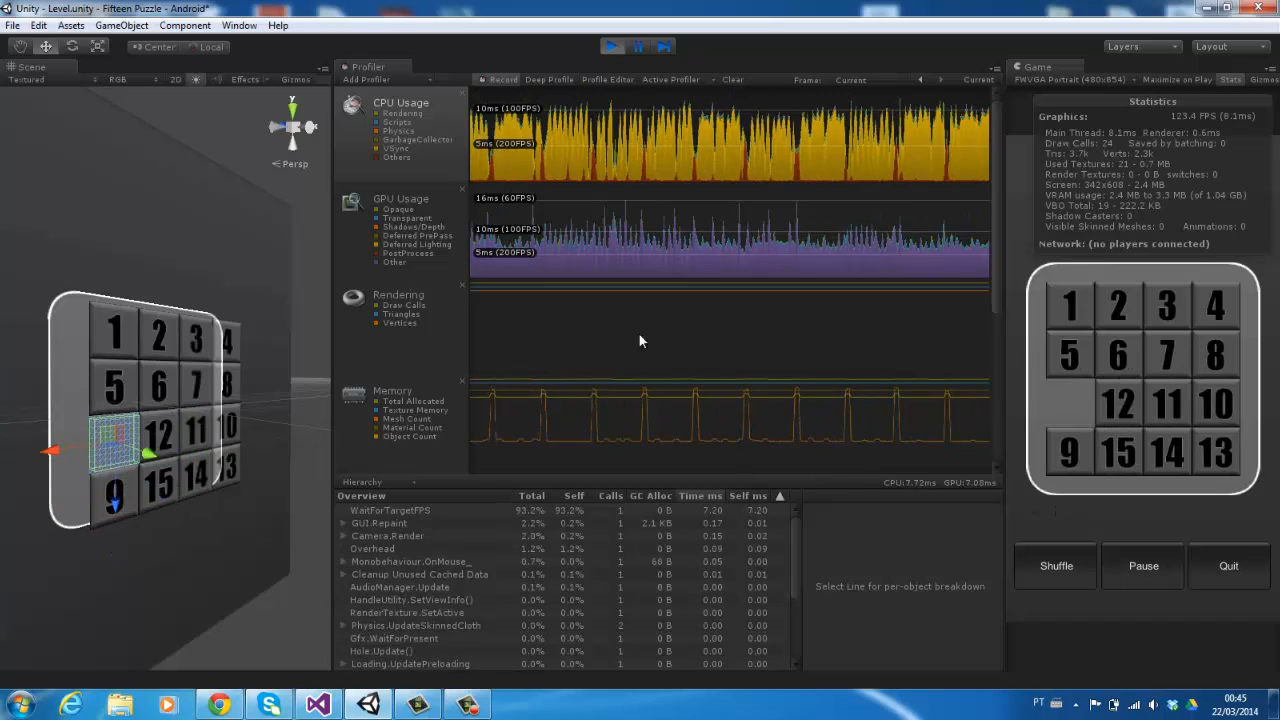 Unity - Level.unity - Fifteen Puzzle - Android*
File Edit Assets GameObject Component Window Help
Center Local Layers Layout
Scene
Textured RGB 2D Effects Gizmos
y
Persp
1 2 3 4
5 6 7 8
12 11 10
9 15 14 13
Profiler
Add Profiler Record Deep Profile Profile Editor Active Profiler Clear Frame: Current Current
CPU Usage
Rendering
Scripts
Physics
GarbageCollector
VSync
Others
10ms (100FPS)
5ms (200FPS)
GPU Usage
Opaque
Transparent
Shadows/Depth
Deferred PrePass
Deferred Lighting
PostProcess
Other
16ms (60FPS)
10ms (100FPS)
5ms (200FPS)
Rendering
Draw Calls
Triangles
Vertices
Memory
Total Allocated
Texture Memory
Mesh Count
Material Count
Object Count
Hierarchy CPU:7.72ms GPU:7.08ms
Overview Total Self Calls GC Alloc Time ms Self ms
WaitForTargetFPS 93.2% 93.2% 1 0 B 7.20 7.20
GUI.Repaint 2.2% 0.2% 1 2.1 KB 0.17 0.01
Camera.Render 2.0% 0.2% 1 0 B 0.15 0.02
Overhead 1.2% 1.2% 1 0 B 0.09 0.09
Monobehaviour.OnMouse_ 0.7% 0.7% 1 68 B 0.05 0.05
Cleanup Unused Cached Data 0.1% 0.1% 1 0 B 0.01 0.01
AudioManager.Update 0.1% 0.1% 1 0 B 0.00 0.00
HandleUtility.SetViewInfo() 0.0% 0.0% 1 0 B 0.00 0.00
RenderTexture.SetActive 0.0% 0.0% 1 0 B 0.00 0.00
Physics.UpdateSkinnedCloth 0.0% 0.0% 2 0 B 0.00 0.00
Gfx.WaitForPresent 0.0% 0.0% 1 0 B 0.00 0.00
Hole.Update() 0.0% 0.0% 1 0 B 0.00 0.00
Loading.UpdatePreloading 0.0% 0.0% 1 0 B 0.00 0.00
Select Line for per-object breakdown
Game
FWVGA Portrait (480x854) Maximize on Play Stats Gizmos
Statistics
Graphics: 123.4 FPS (8.1ms)
Main Thread: 8.1ms Renderer: 0.6ms
Draw Calls: 24 Saved by batching: 0
Tris: 3.7k Verts: 2.3k
Used Textures: 21 - 0.7 MB
Render Textures: 0 - 0 B switches: 0
Screen: 342x608 - 2.4 MB
VRAM usage: 2.4 MB to 3.3 MB (of 1.04 GB)
VBO Total: 19 - 222.2 KB
Shadow Casters: 0
Visible Skinned Meshes: 0 Animations: 0
Network: (no players connected)
1 2 3 4
5 6 7 8
12 11 10
9 15 14 13
Shuffle Pause Quit
PT 00:45
22/03/2014